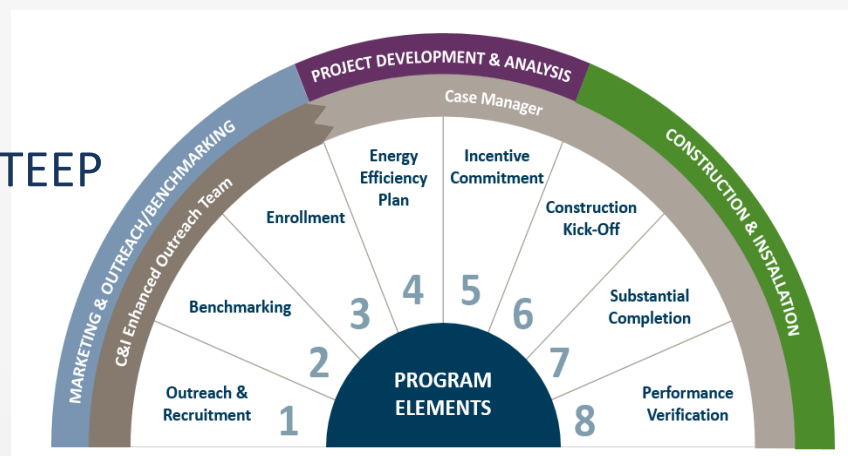 TEEP
MARKETING & OUTREACH/BENCHMARKING
PROJECT DEVELOPMENT & ANALYSIS
CONSTRUCTION & INSTALLATION
C&I Enhanced Outreach Team
Case Manager
Outreach &
Recruitment
1
Benchmarking
2
Enrollment
3
Energy
Efficiency
Plan
4
Incentive
Commitment
5
Construction
Kick-Off
6
Substantial
Completion
7
Performance
Verification
8
PROGRAM
ELEMENTS